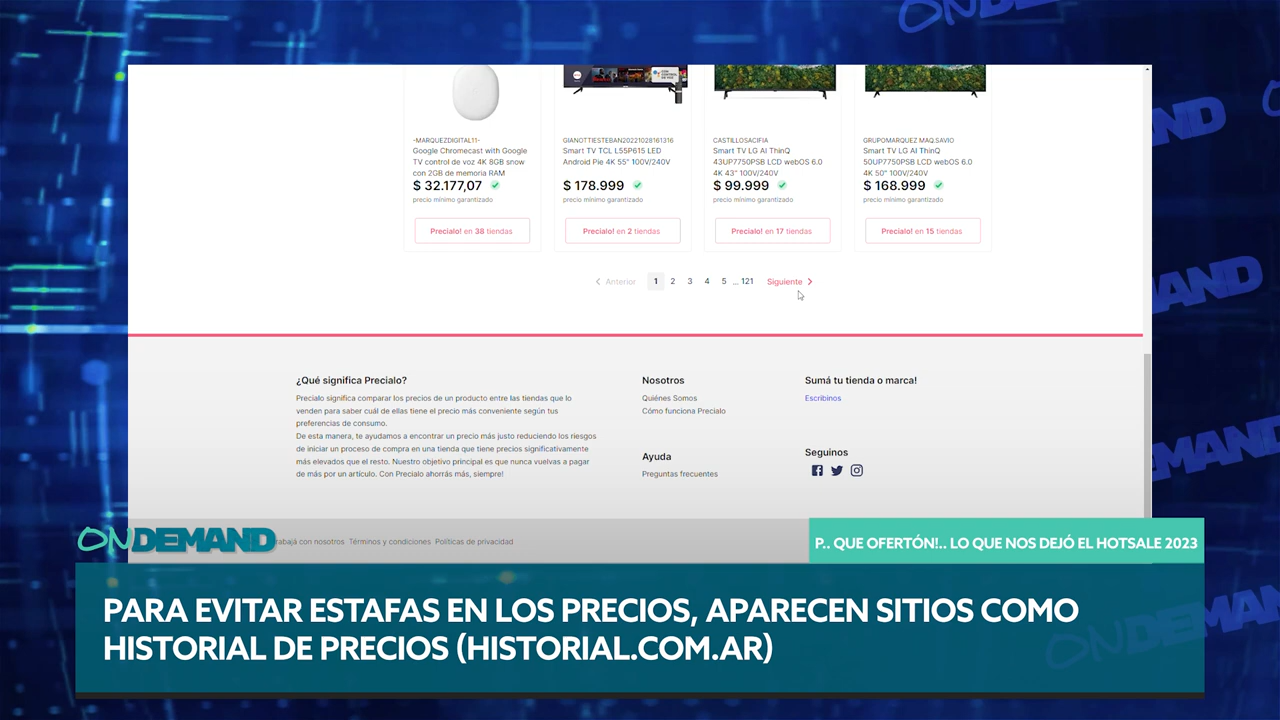 ONDEMAND
-MARQUEZDIGITAL11-
Google Chromecast with Google
TV control de voz 4K 8GB snow
con 2GB de memoria RAM
$ 32.177,07
precio mínimo garantizado
Precialo! en 38 tiendas
GIANOTTIESTEBAN20221028161316
Smart TV TCL L55P615 LED
Android Pie 4K 55" 100V/240V
$ 178.999
precio mínimo garantizado
Precialo! en 2 tiendas
CASTILLOSACIFIA
Smart TV LG AI ThinQ
43UP7750PSB LCD webOS 6.0
4K 43" 100V/240V
$ 99.999
precio mínimo garantizado
Precialo! en 17 tiendas
GRUPOMARQUEZ MAQ.SAVIO
Smart TV LG AI ThinQ
50UP7750PSB LCD webOS 6.0
4K 50" 100V/240V
$ 168.999
precio mínimo garantizado
Precialo! en 15 tiendas
Anterior 1 2 3 4 5 ... 121 Siguiente
¿Qué significa Precialo?
Precialo significa comparar los precios de un producto entre las tiendas que lo
venden para saber cuál de ellas tiene el precio más conveniente según tus
preferencias de consumo.
De esta manera, te ayudamos a encontrar un precio más justo reduciendo los riesgos
de iniciar un proceso de compra en una tienda que tiene precios significativamente
más elevados que el resto. Nuestro objetivo principal es que nunca vuelvas a pagar
de más por un artículo. Con Precialo ahorrás más, siempre!
Nosotros
Quiénes Somos
Cómo funciona Precialo
Ayuda
Preguntas frecuentes
Sumá tu tienda o marca!
Escribinos
Seguinos
ONDEMAND
rabajá con nosotros Términos y condiciones Políticas de privacidad
P.. QUE OFERTÓN!.. LO QUE NOS DEJÓ EL HOTSALE 2023
PARA EVITAR ESTAFAS EN LOS PRECIOS, APARECEN SITIOS COMO
HISTORIAL DE PRECIOS (HISTORIAL.COM.AR)